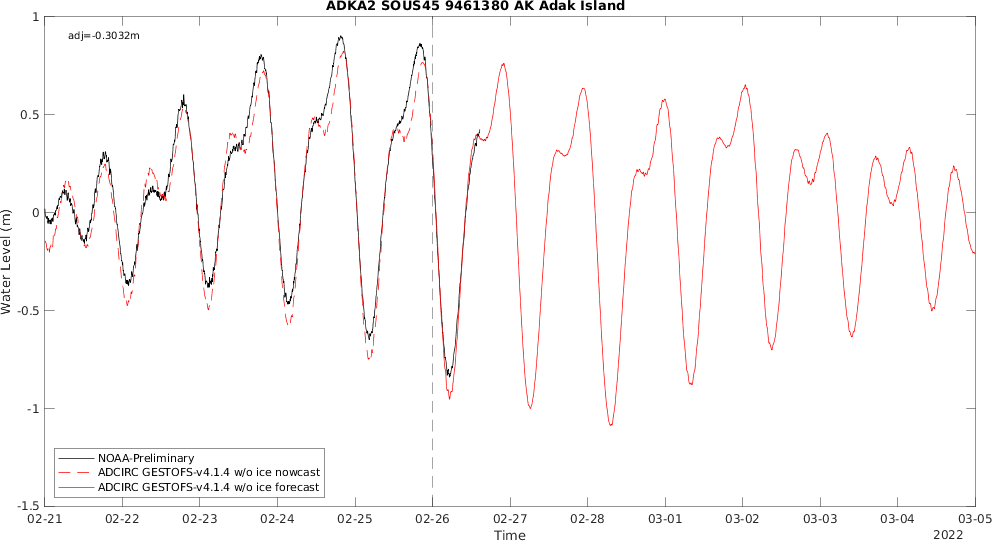 ADKA2 SOUS45 9461380 AK Adak Island
adj=-0.3032m
1
0.5
0
-0.5
-1
-1.5
Water Level (m)
NOAA-Preliminary
ADCIRC GESTOFS-v4.1.4 w/o ice nowcast
ADCIRC GESTOFS-v4.1.4 w/o ice forecast
02-21 02-22 02-23 02-24 02-25 02-26 02-27 02-28 03-01 03-02 03-03 03-04 03-05
Time
2022